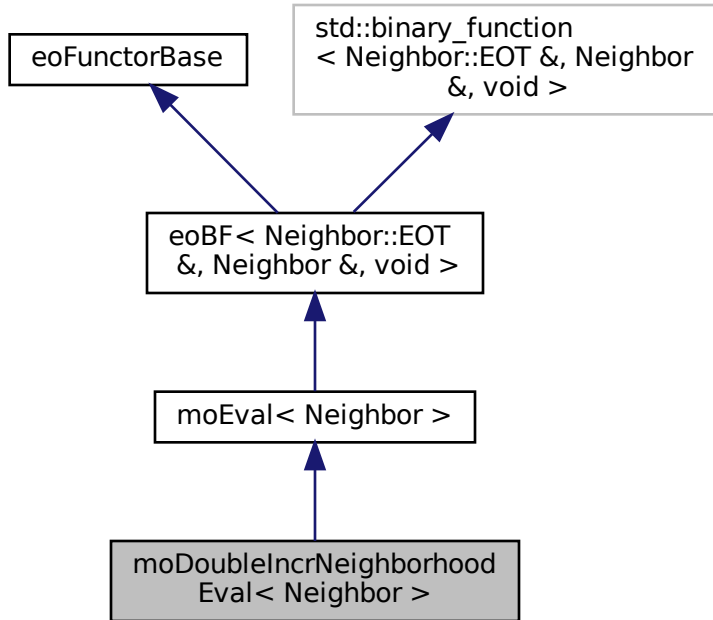 eoFunctorBase
std::binary_function
< Neighbor::EOT &, Neighbor
&, void >
eoBF< Neighbor::EOT
&, Neighbor &, void >
moEval< Neighbor >
moDoubleIncrNeighborhood
Eval< Neighbor >